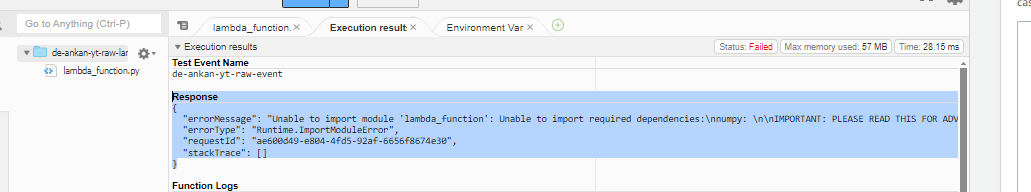 cas
Go to Anything (Ctrl-P)
lambda_function.
Execution result
Environment Var
de-ankan-yt-raw-lar
lambda_function.py
Execution results
Status: Failed
Max memory used: 57 MB
Time: 28.15 ms
Test Event Name
de-ankan-yt-raw-event
Response
{
"errorMessage": "Unable to import module 'lambda_function': Unable to import required dependencies:\nnumpy: \n\nIMPORTANT: PLEASE READ THIS FOR ADV
"errorType": "Runtime.ImportModuleError",
"requestId": "ae600d49-e804-4fd5-92af-6656f8674e30",
"stackTrace": []
}
Function Logs